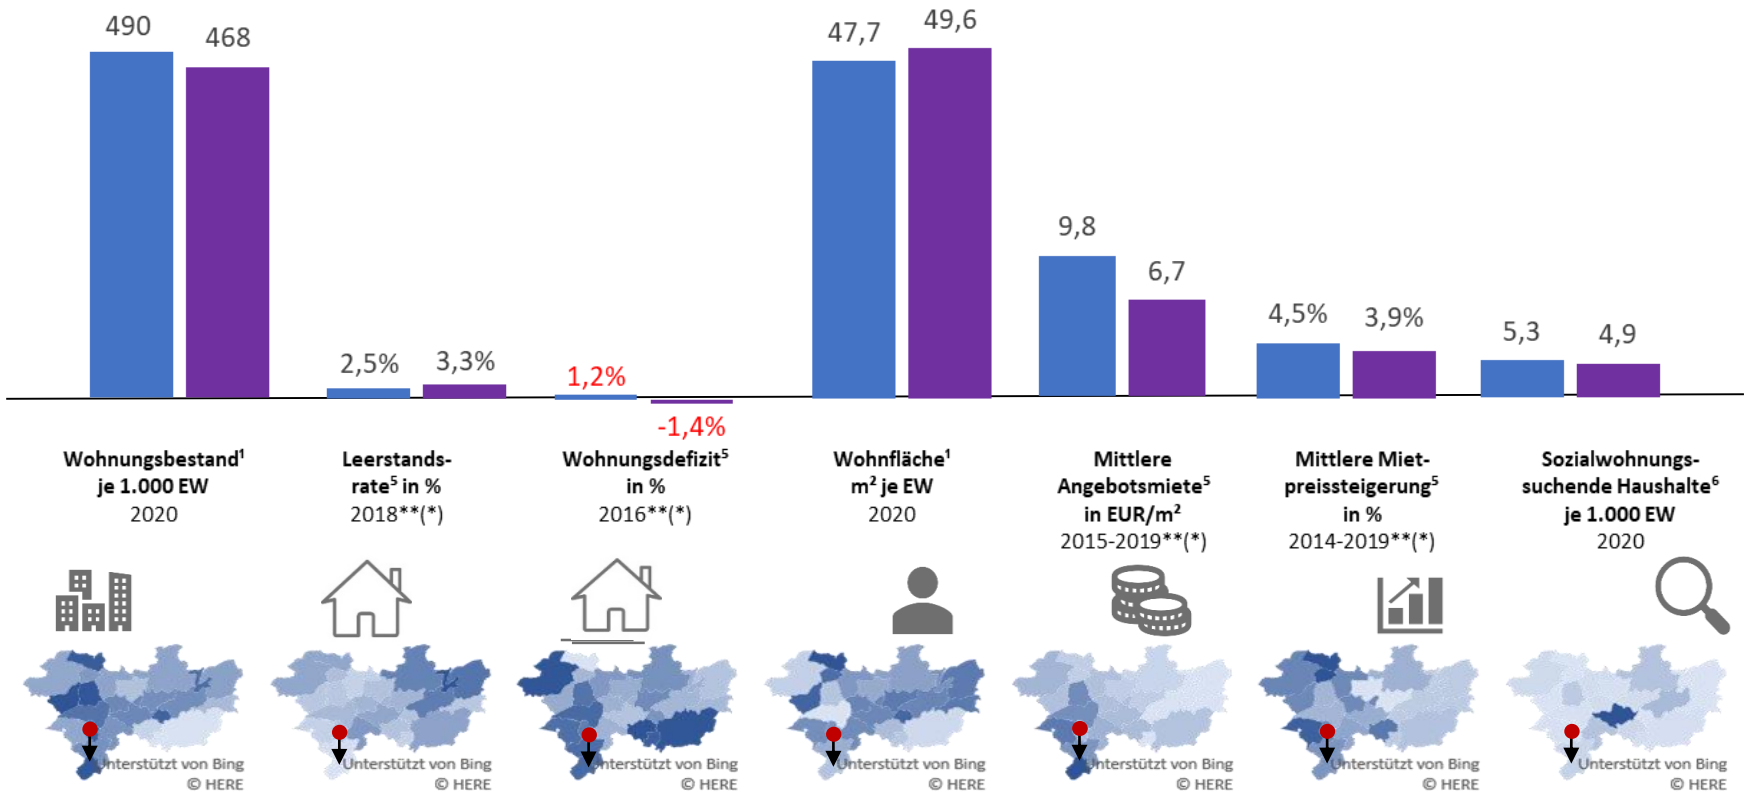 490
468
2,5%
3,3%
1,2%
-1,4%
47,7
49,6
9,8
6,7
4,5%
3,9%
5,3
4,9
Wohnungsbestand¹
je 1.000 EW
2020
Leerstands-
rate⁵ in %
2018**(*)
Wohnungsdefizit⁵
in %
2016**(*)
Wohnfläche¹
m² je EW
2020
Mittlere
Angebotsmiete⁵
in EUR/m²
2015-2019**(*)
Mittlere Miet-
preissteigerung⁵
in %
2014-2019**(*)
Sozialwohnungs-
suchende Haushalte⁶
je 1.000 EW
2020
Unterstützt von Bing
© HERE
Unterstützt von Bing
© HERE
Unterstützt von Bing
© HERE
Unterstützt von Bing
© HERE
Unterstützt von Bing
© HERE
Unterstützt von Bing
© HERE
Unterstützt von Bing
© HERE